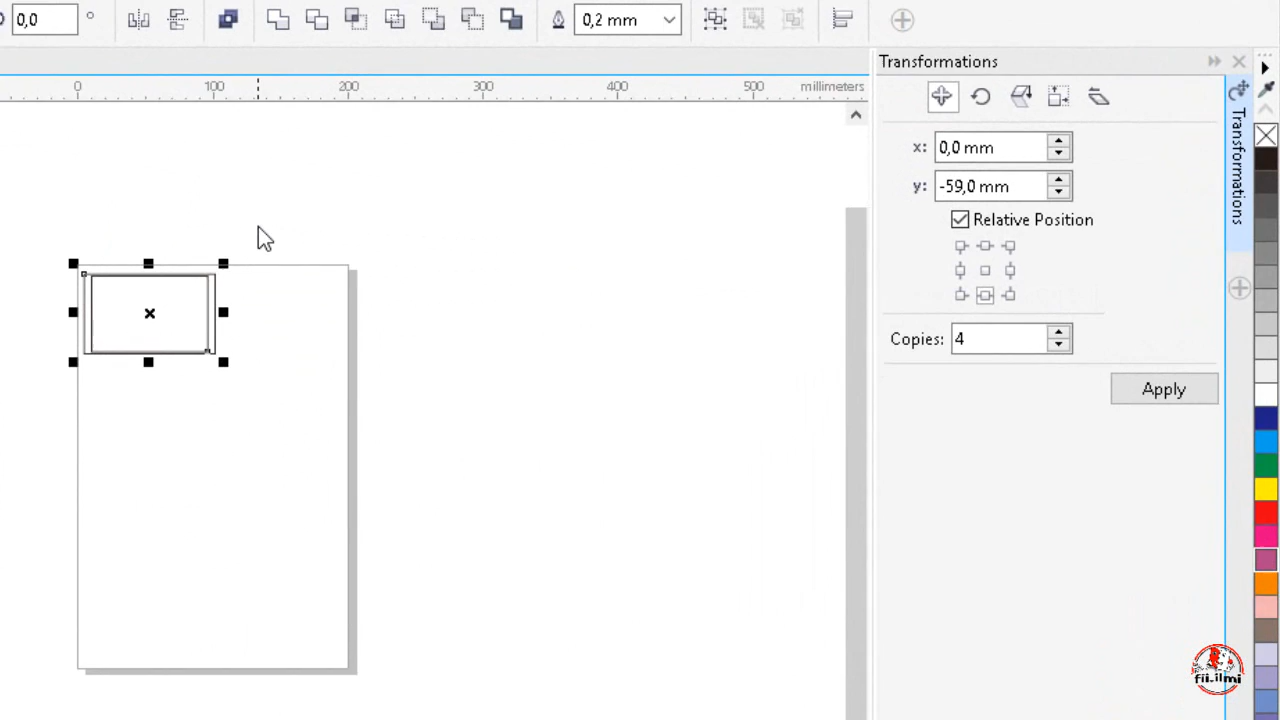 0,0 °
0,2 mm
Transformations
0 100 200 300 400 500 millimeters
x: 0,0 mm
y: -59,0 mm
Relative Position
Copies: 4
Apply
Transformations
fii.ilmi